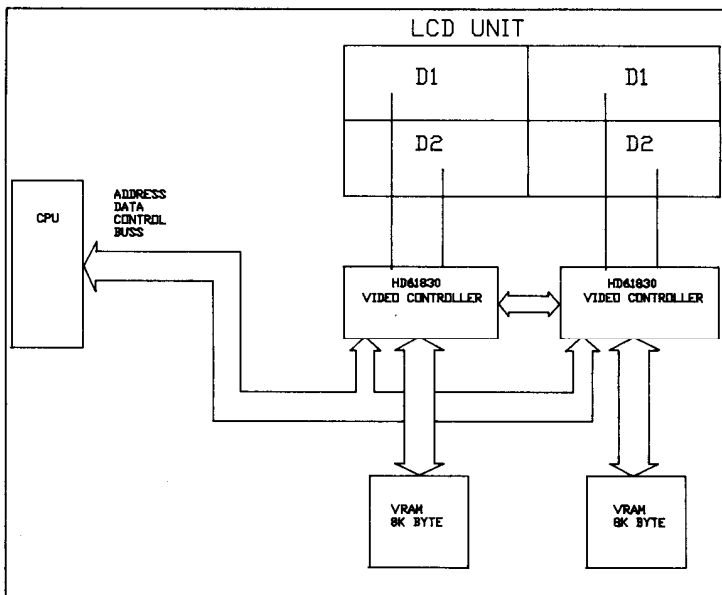 LCD UNIT
D1
D1
D2
D2
CPU
ADDRESS
DATA
CONTROL
BUSS
HD61830
VIDEO CONTROLLER
HD61830
VIDEO CONTROLLER
VRAM
8K BYTE
VRAM
8K BYTE